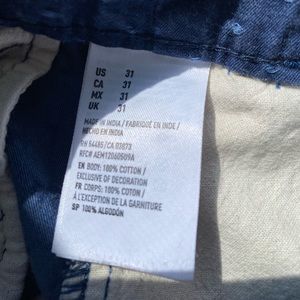 US 31
CA 31
MX 31
UK 31
MADE IN INDIA / FABRIQUÉ EN INDE /
HECHO EN INDIA
RN 54485/CA 03873
RFC# AEM1206050J9A
EN BODY: 100% COTTON /
EXCLUSIVE OF DECORATION
FR CORPS: 100% COTON /
À L'EXCEPTION DE LA GARNITURE
SP 100% ALGODÓN